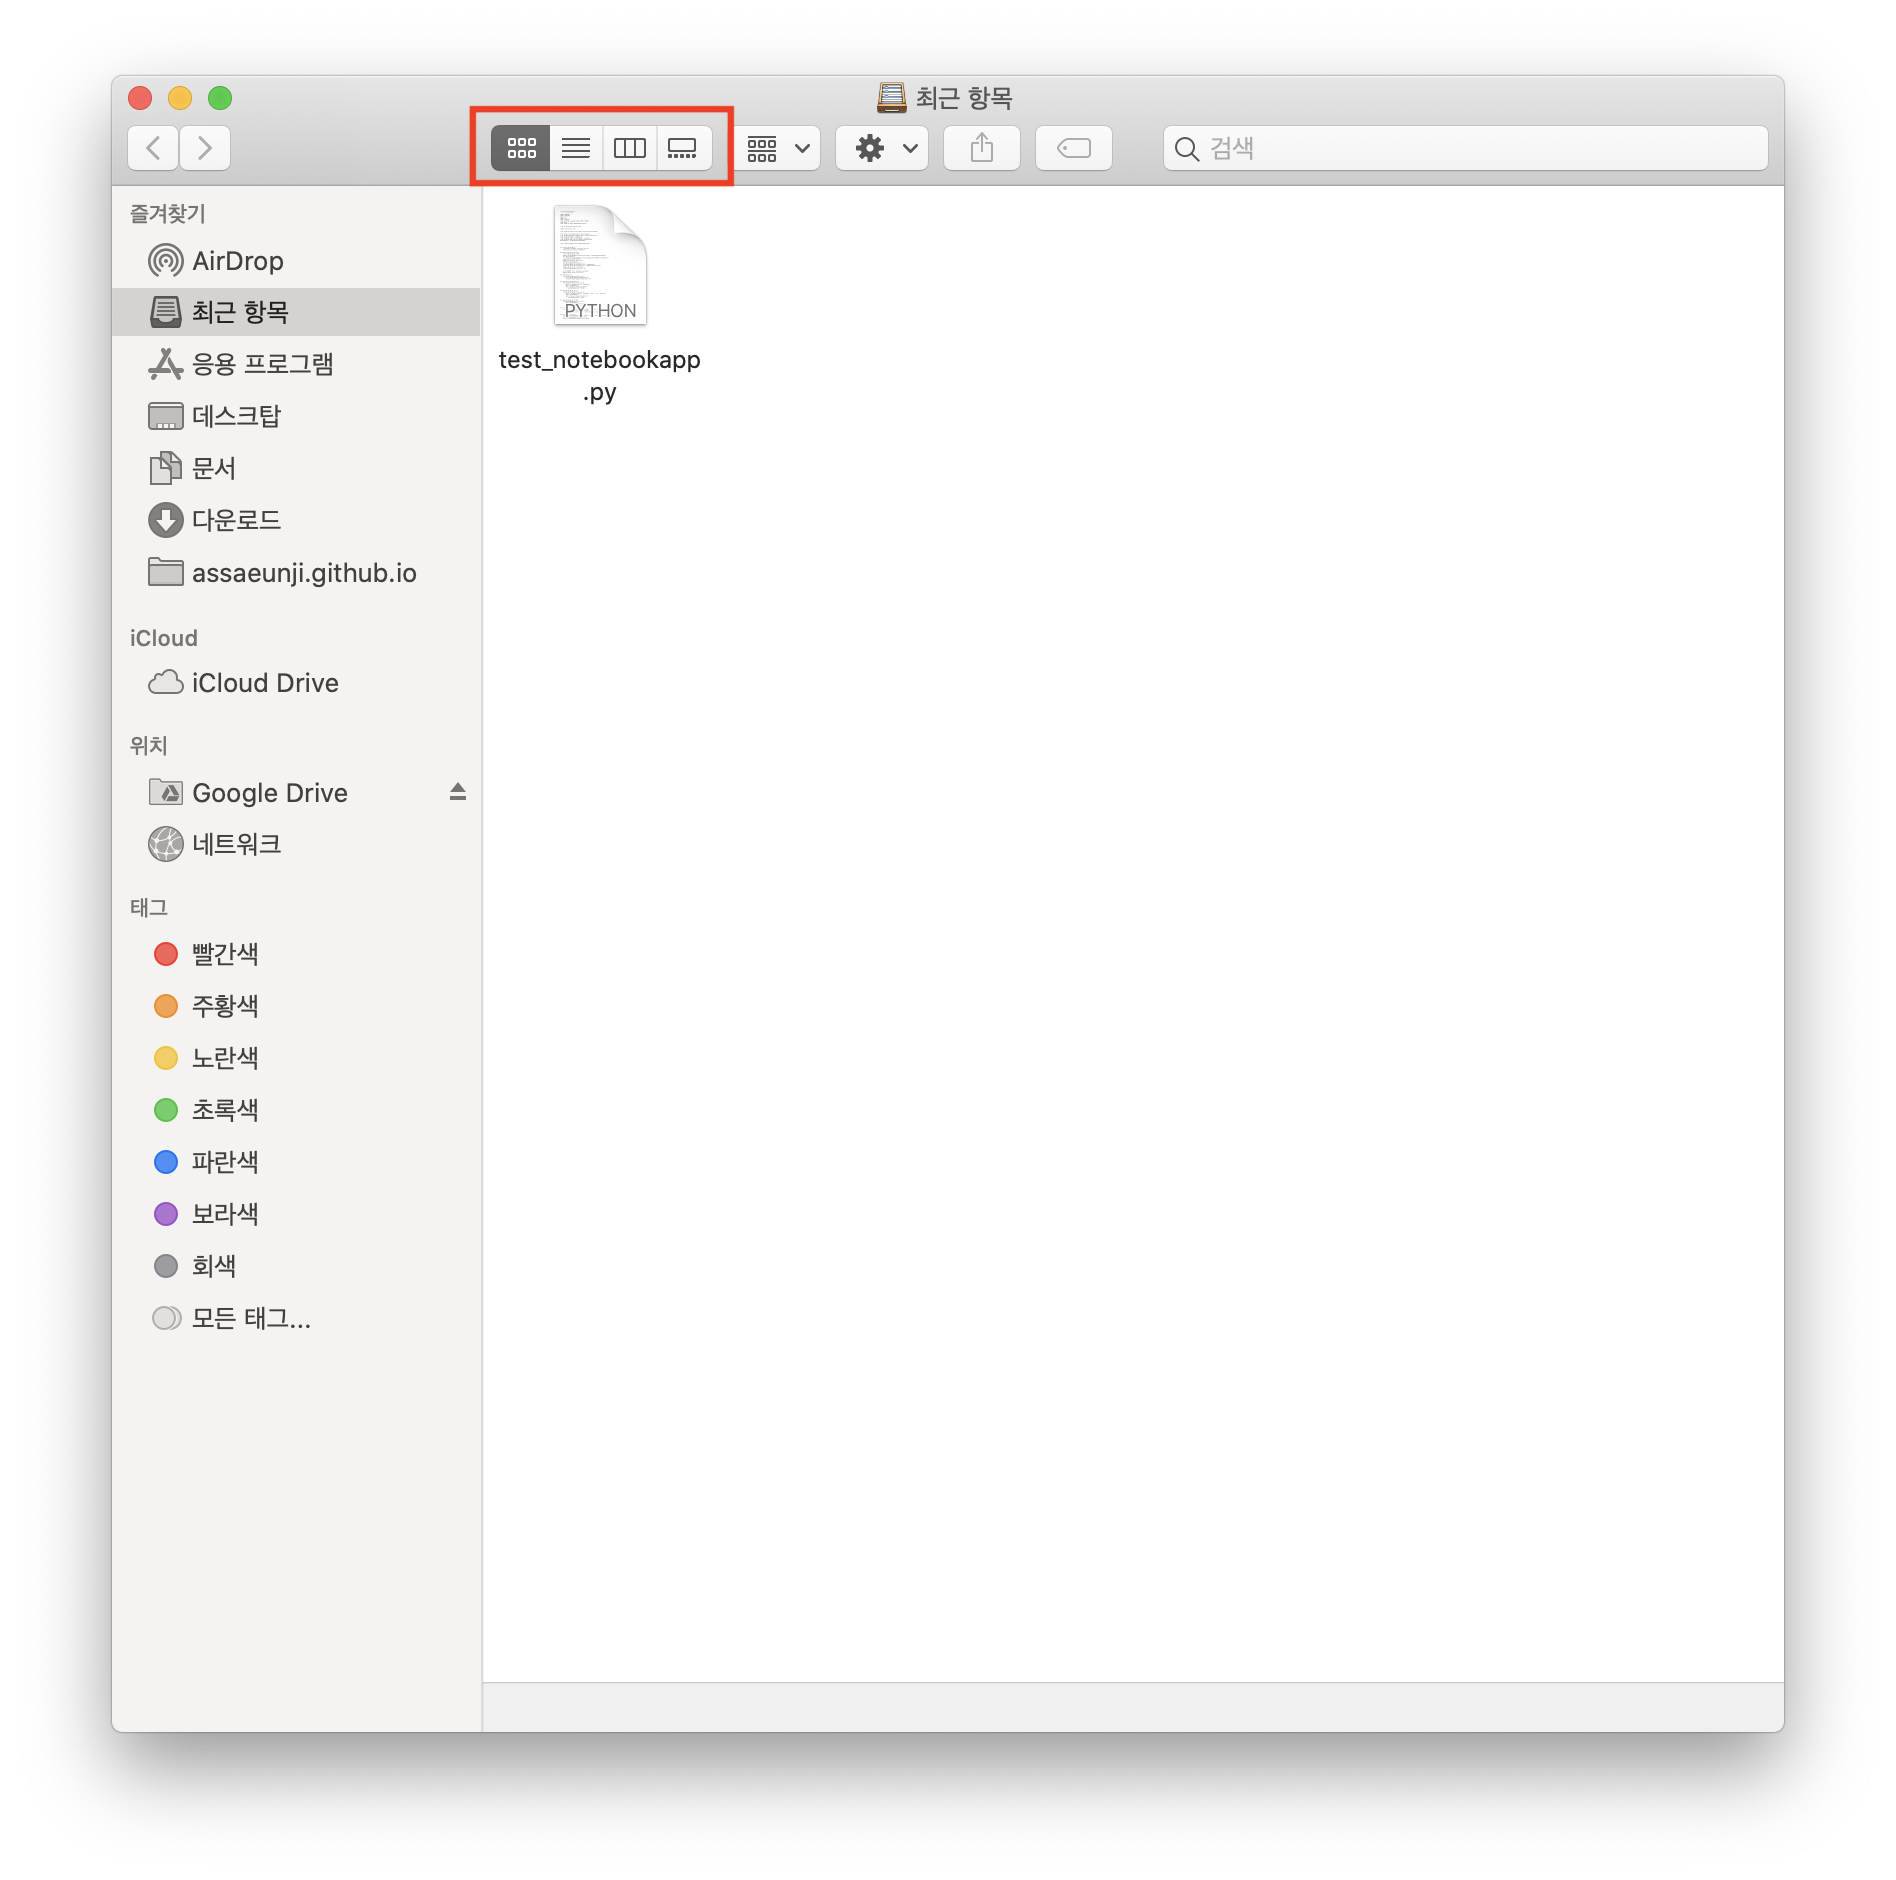 최근 항목
검색
즐겨찾기
AirDrop
최근 항목
응용 프로그램
데스크탑
문서
다운로드
assaeunji.github.io
iCloud
iCloud Drive
위치
Google Drive
네트워크
태그
빨간색
주황색
노란색
초록색
파란색
보라색
회색
모든 태그...
PYTHON
test_notebookapp
.py